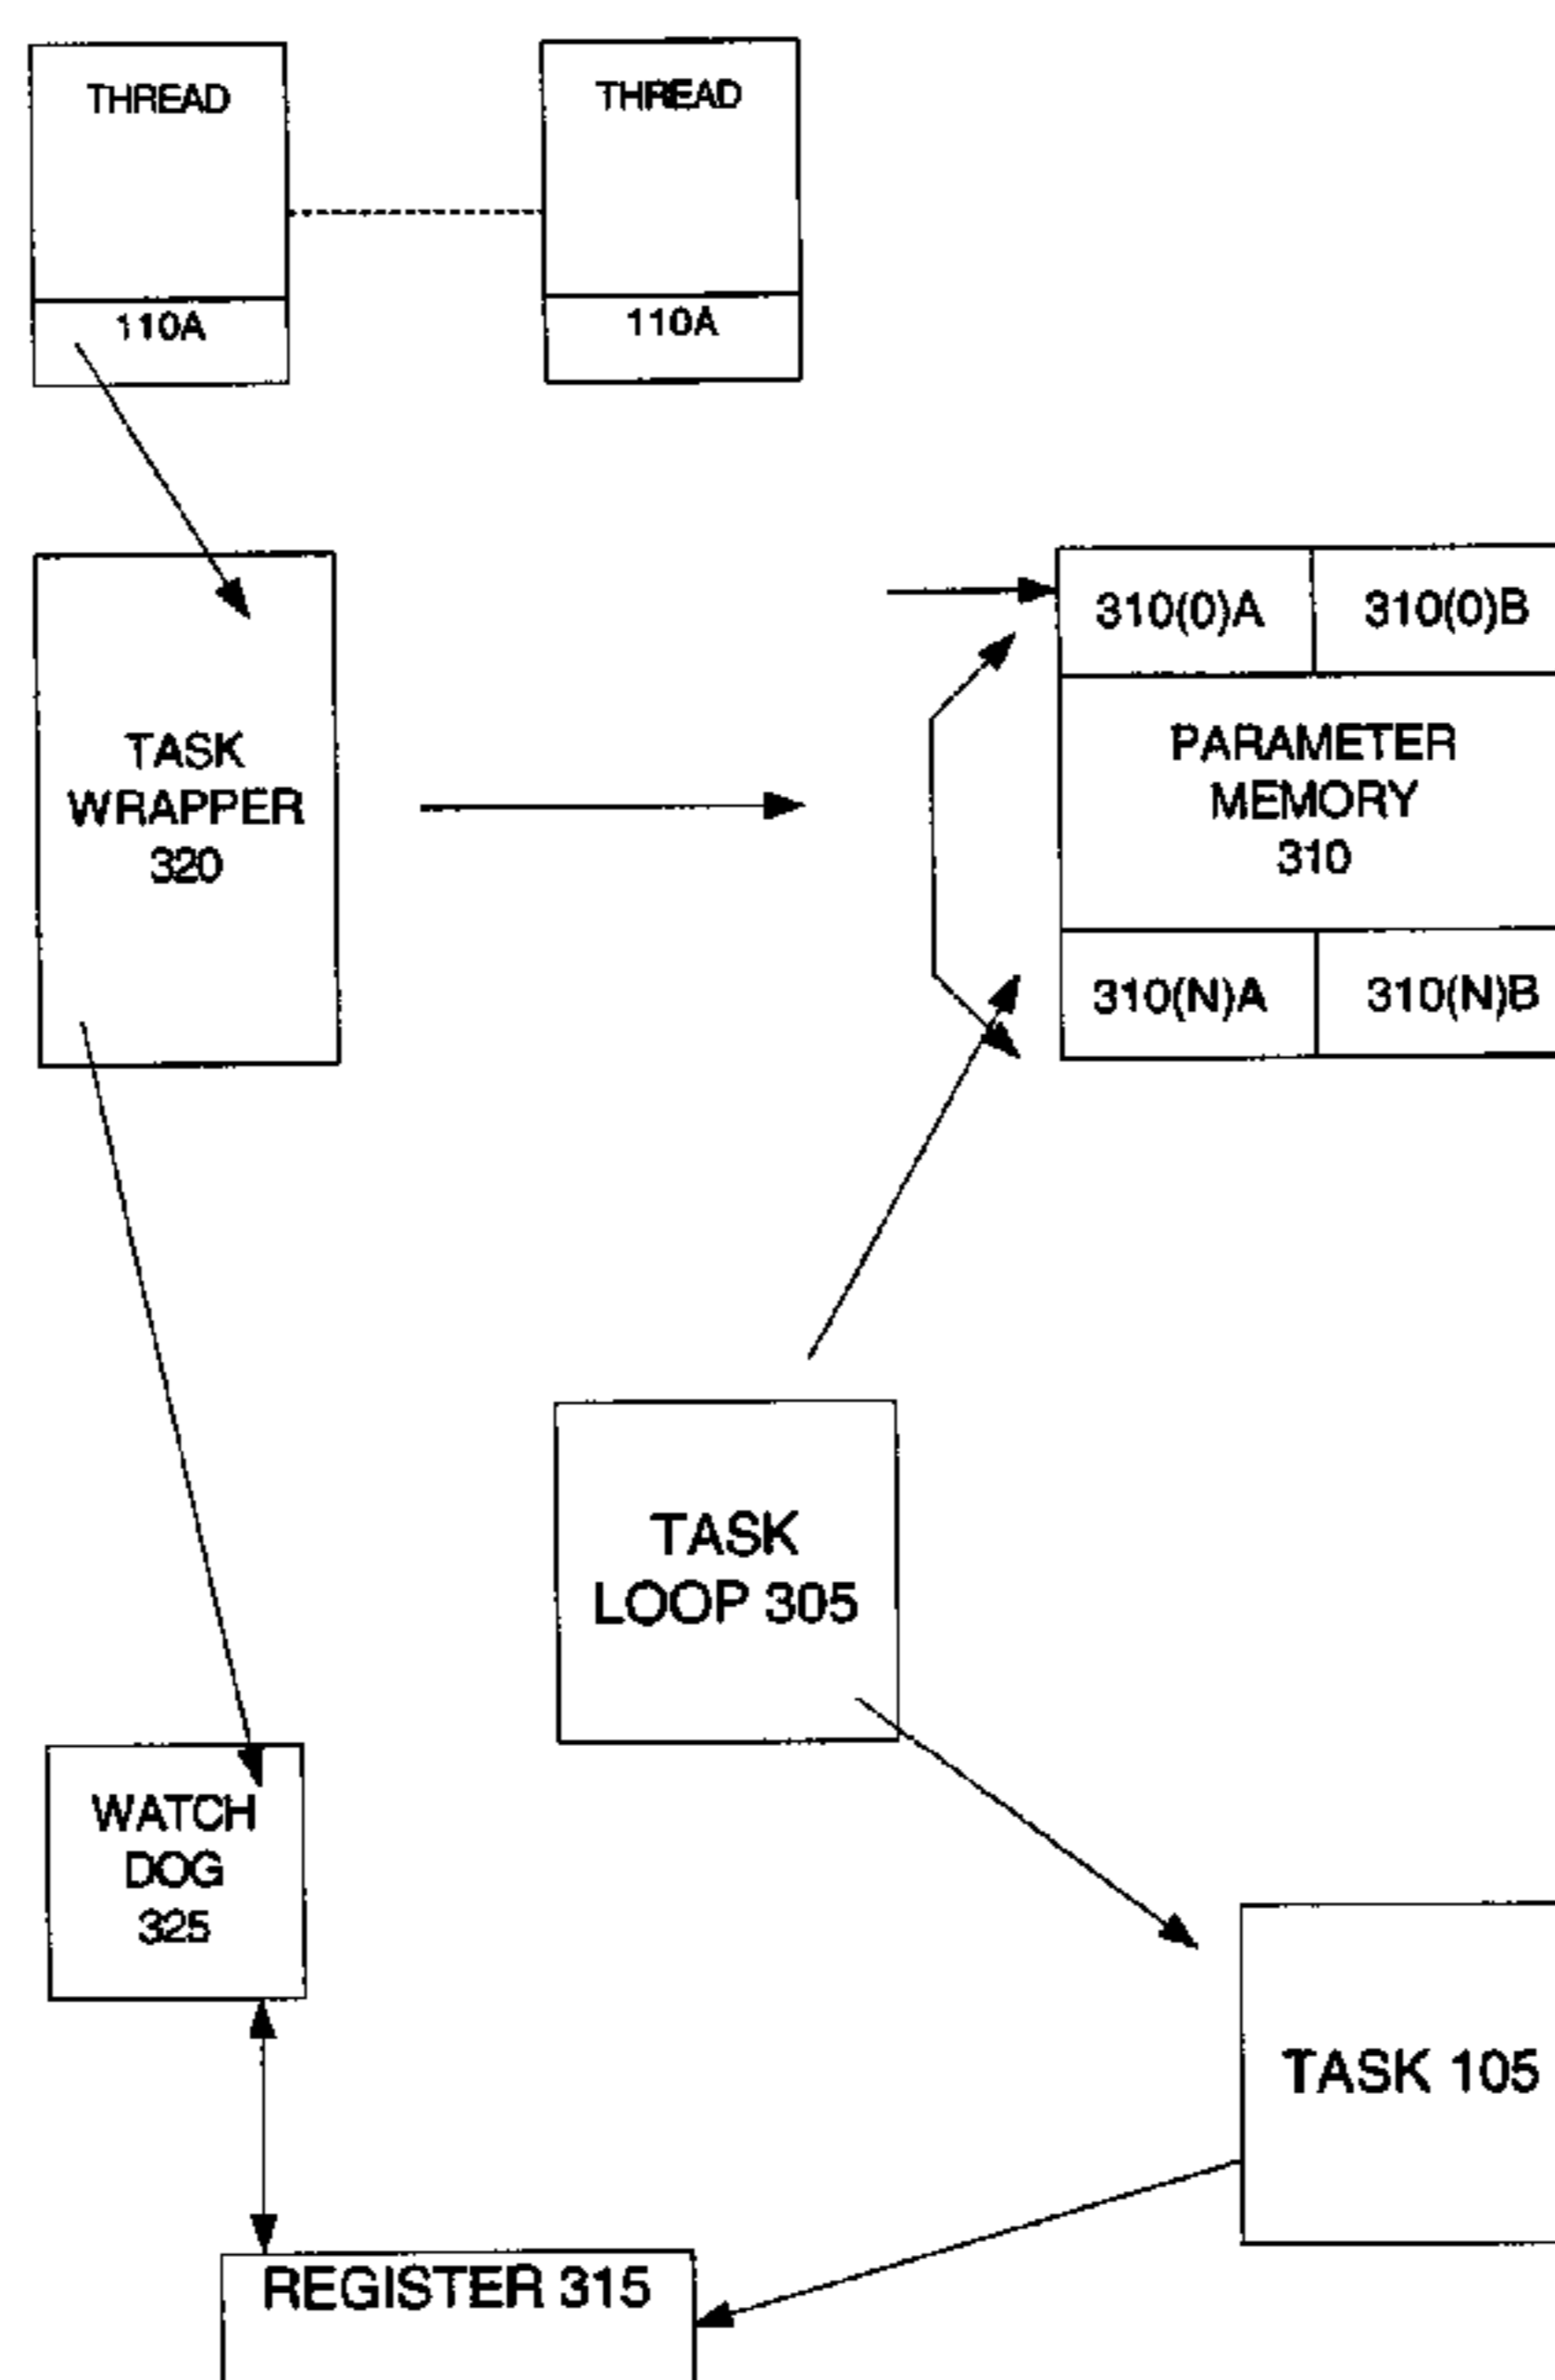 THREAD
THREAD
110A
110A
310(0)A
310(0)B
TASK
WRAPPER
320
PARAMETER
MEMORY
310
310(N)A
310(N)B
TASK
LOOP 305
WATCH
DOG
325
TASK 105
REGISTER 315